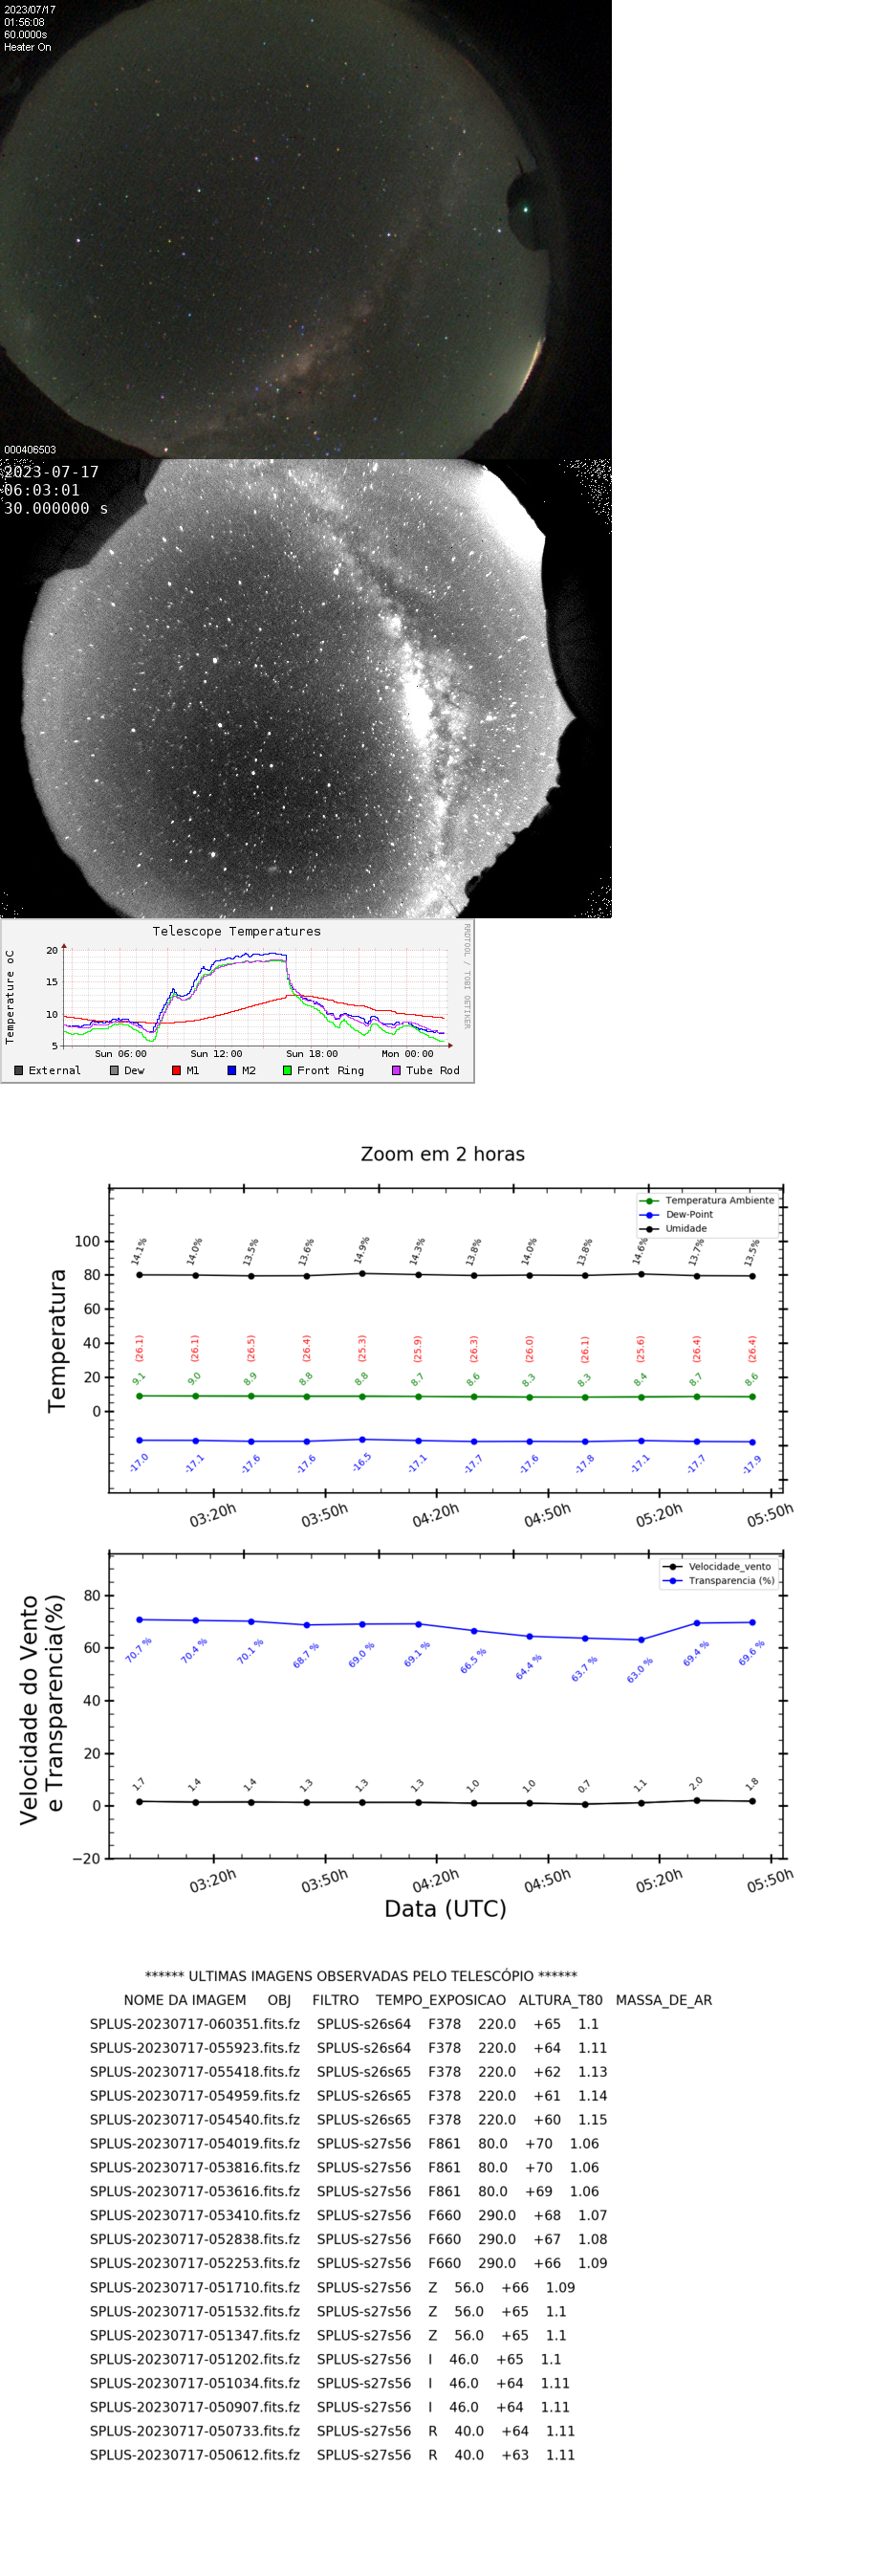 2023/07/17
01:56:08
60.0000s
Heater On
000406503
2023-07-17
06:03:01
30.000000 s
Telescope Temperatures
RRDTOOL / TOBI OETIKER
Temperature oC
20
15
10
5
Sun 06:00 Sun 12:00 Sun 18:00 Mon 00:00
External Dew M1 M2 Front Ring Tube Rod
Zoom em 2 horas
Temperatura Ambiente
Dew-Point
Umidade
Temperatura
100
80
60
40
20
0
14.1% 14.0% 13.5% 13.6% 14.9% 14.3% 13.8% 14.0% 13.8% 14.6% 13.7% 13.5%
(26.1) (26.1) (26.5) (26.4) (25.3) (25.9) (26.3) (26.0) (26.1) (25.6) (26.4) (26.4)
9.1 9.0 8.9 8.8 8.8 8.7 8.6 8.3 8.3 8.4 8.7 8.6
-17.0 -17.1 -17.6 -17.6 -16.5 -17.1 -17.7 -17.6 -17.8 -17.1 -17.7 -17.9
03:20h 03:50h 04:20h 04:50h 05:20h 05:50h
Velocidade_vento
Transparencia (%)
Velocidade do Vento
e Transparencia(%)
80
60
40
20
0
−20
70.7 % 70.4 % 70.1 % 68.7 % 69.0 % 69.1 % 66.5 % 64.4 % 63.7 % 63.0 % 69.4 % 69.6 %
1.7 1.4 1.4 1.3 1.3 1.3 1.0 1.0 0.7 1.1 2.0 1.8
03:20h 03:50h 04:20h 04:50h 05:20h 05:50h
Data (UTC)
****** ULTIMAS IMAGENS OBSERVADAS PELO TELESCÓPIO ******
NOME DA IMAGEM OBJ FILTRO TEMPO_EXPOSICAO ALTURA_T80 MASSA_DE_AR
SPLUS-20230717-060351.fits.fz SPLUS-s26s64 F378 220.0 +65 1.1
SPLUS-20230717-055923.fits.fz SPLUS-s26s64 F378 220.0 +64 1.11
SPLUS-20230717-055418.fits.fz SPLUS-s26s65 F378 220.0 +62 1.13
SPLUS-20230717-054959.fits.fz SPLUS-s26s65 F378 220.0 +61 1.14
SPLUS-20230717-054540.fits.fz SPLUS-s26s65 F378 220.0 +60 1.15
SPLUS-20230717-054019.fits.fz SPLUS-s27s56 F861 80.0 +70 1.06
SPLUS-20230717-053816.fits.fz SPLUS-s27s56 F861 80.0 +70 1.06
SPLUS-20230717-053616.fits.fz SPLUS-s27s56 F861 80.0 +69 1.06
SPLUS-20230717-053410.fits.fz SPLUS-s27s56 F660 290.0 +68 1.07
SPLUS-20230717-052838.fits.fz SPLUS-s27s56 F660 290.0 +67 1.08
SPLUS-20230717-052253.fits.fz SPLUS-s27s56 F660 290.0 +66 1.09
SPLUS-20230717-051710.fits.fz SPLUS-s27s56 Z 56.0 +66 1.09
SPLUS-20230717-051532.fits.fz SPLUS-s27s56 Z 56.0 +65 1.1
SPLUS-20230717-051347.fits.fz SPLUS-s27s56 Z 56.0 +65 1.1
SPLUS-20230717-051202.fits.fz SPLUS-s27s56 I 46.0 +65 1.1
SPLUS-20230717-051034.fits.fz SPLUS-s27s56 I 46.0 +64 1.11
SPLUS-20230717-050907.fits.fz SPLUS-s27s56 I 46.0 +64 1.11
SPLUS-20230717-050733.fits.fz SPLUS-s27s56 R 40.0 +64 1.11
SPLUS-20230717-050612.fits.fz SPLUS-s27s56 R 40.0 +63 1.11